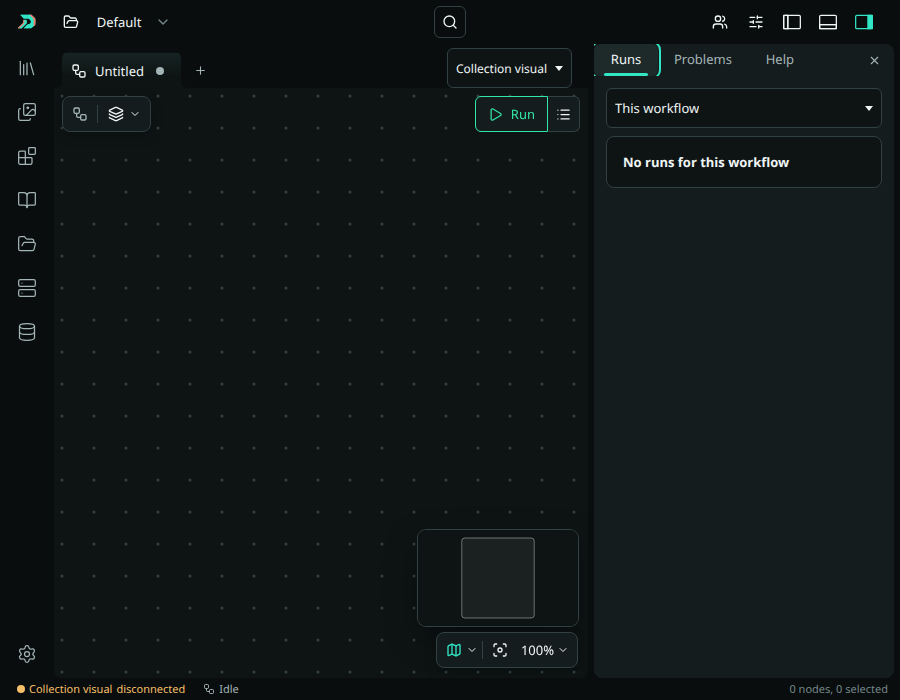 Default
Untitled
Collection visual
Runs
Problems
Help
Run
This workflow
No runs for this workflow
100%
Collection visual disconnected
Idle
0 nodes, 0 selected